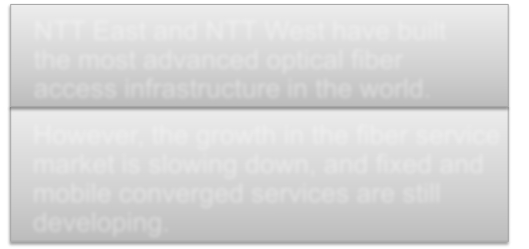 NTT East and NTT West have built
the most advanced optical fiber
access infrastructure in the world.
However, the growth in the fiber service
market is slowing down, and fixed and
mobile converged services are still
developing.